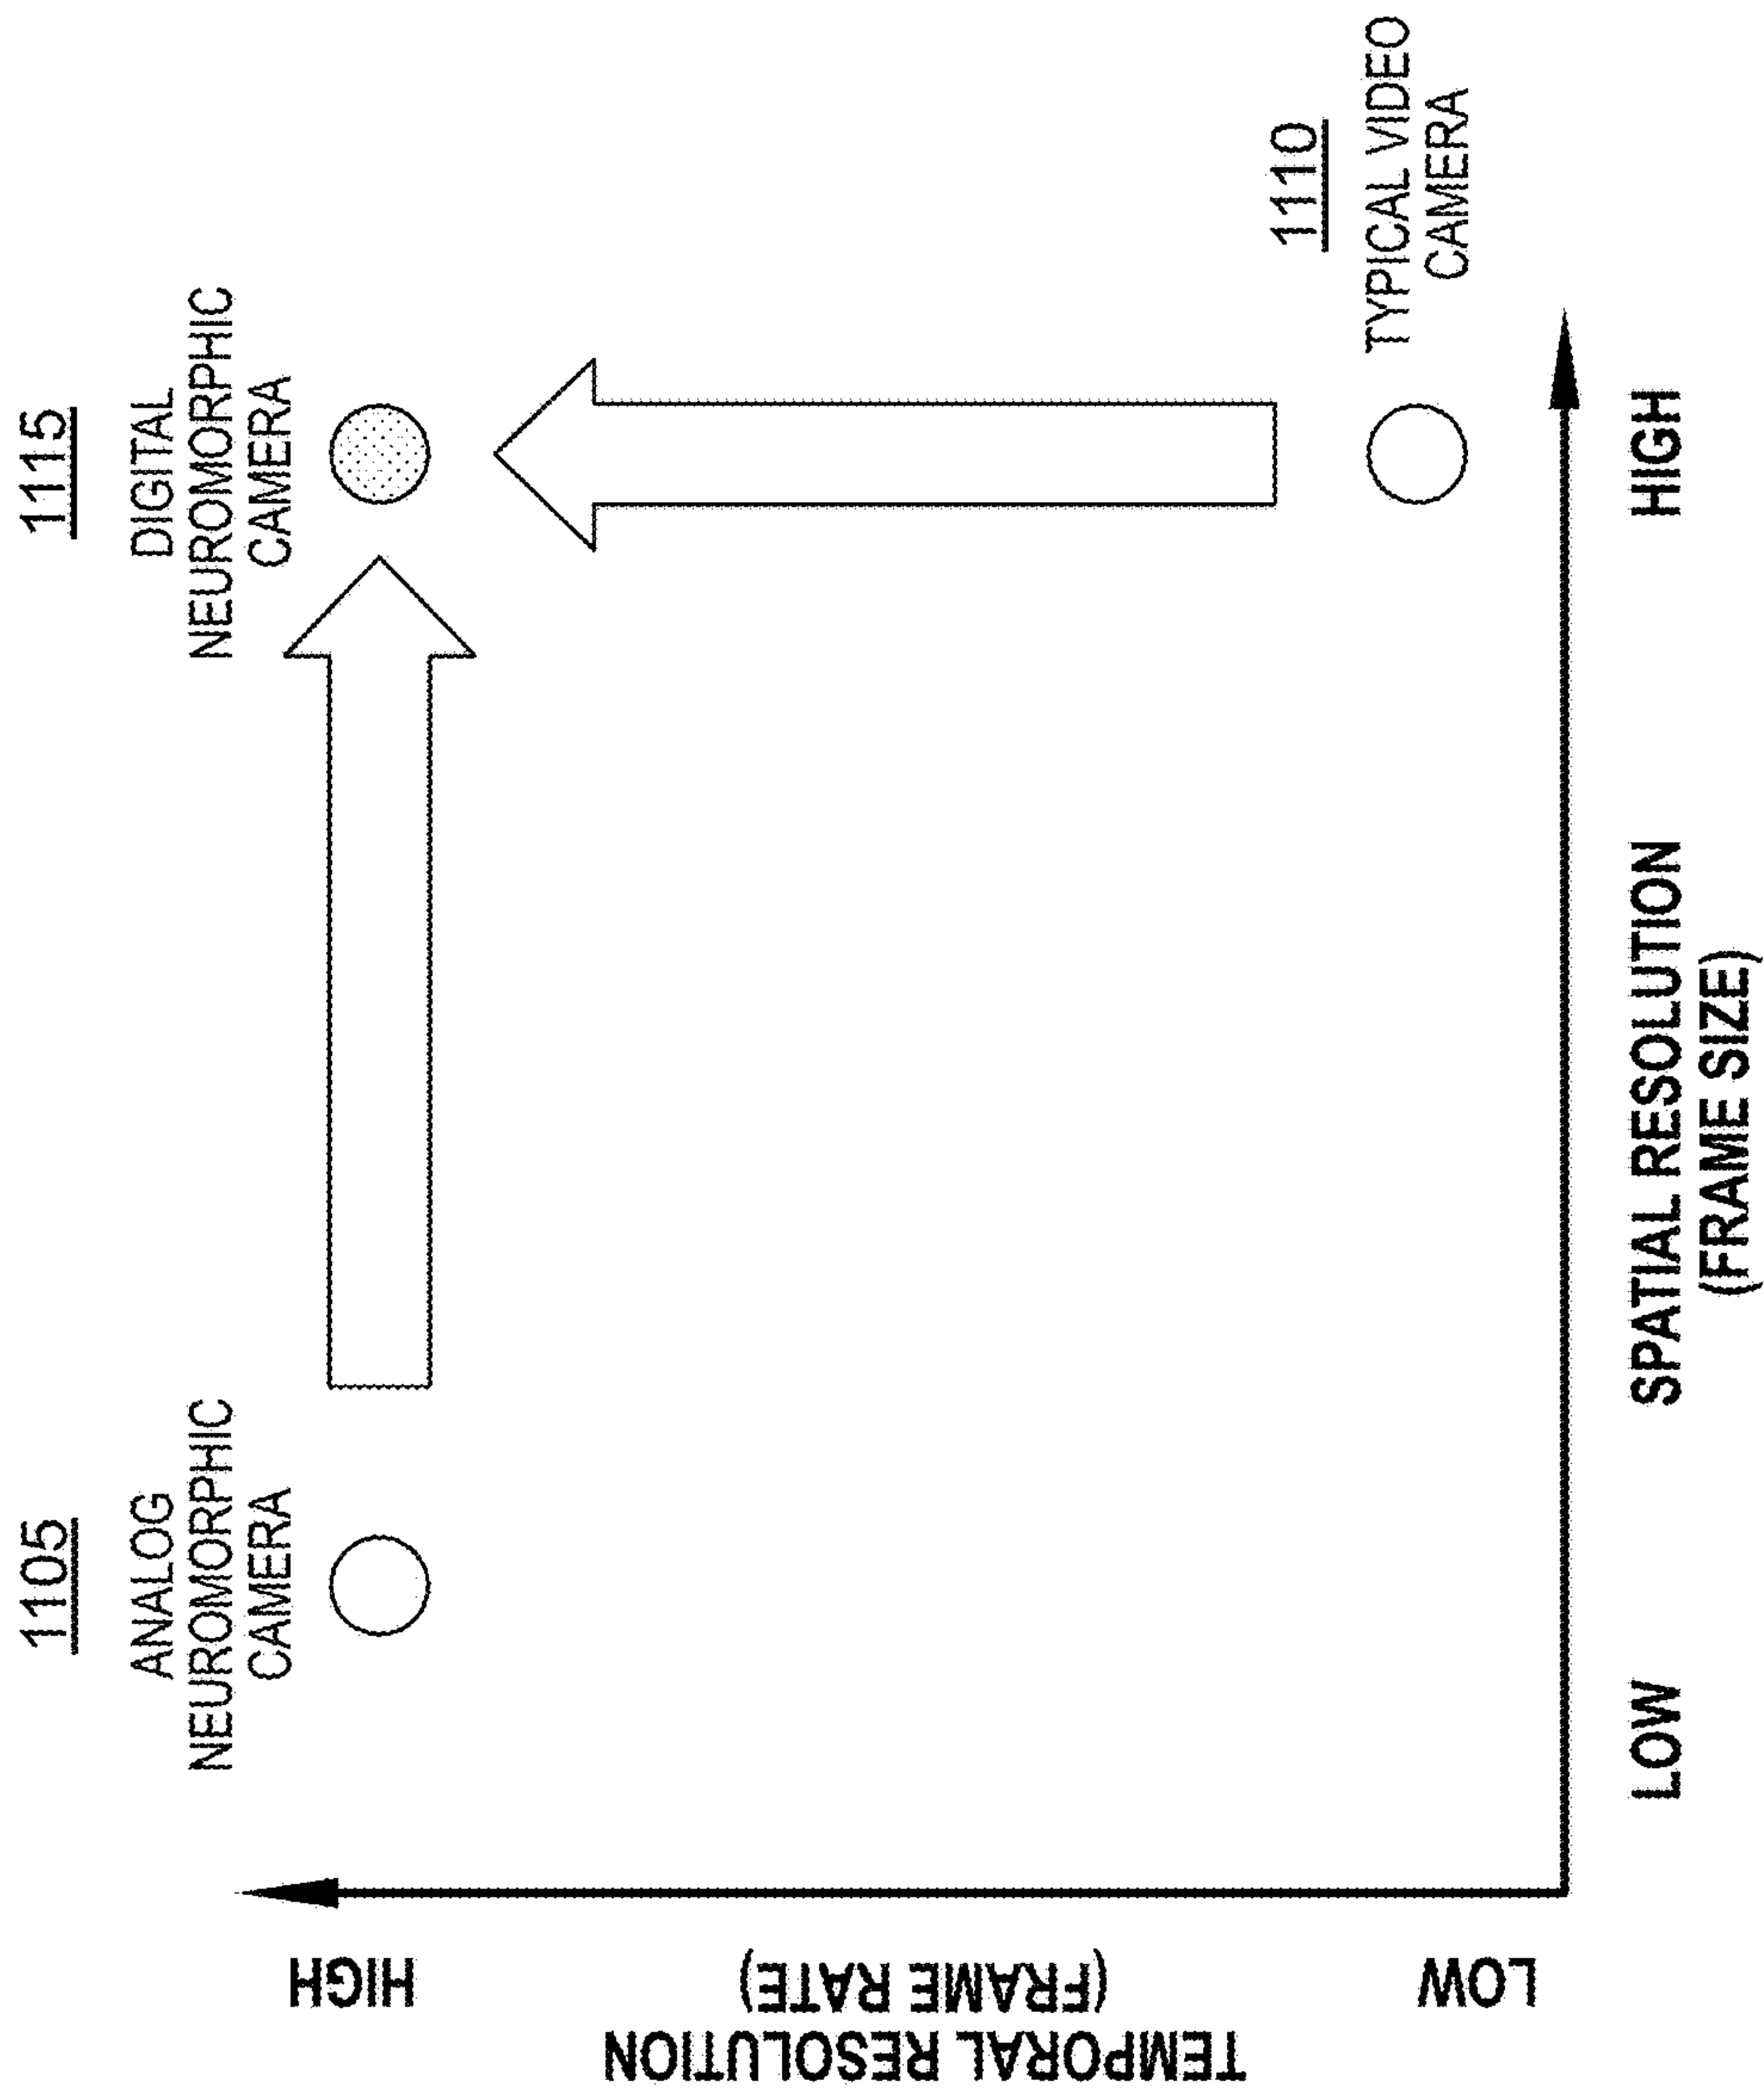 1105
ANALOG
NEUROMORPHIC
CAMERA
1115
DIGITAL
NEUROMORPHIC
CAMERA
1110
TYPICAL VIDEO
CAMERA
HIGH
TEMPORAL RESOLUTION
(FRAME RATE)
LOW
LOW
SPATIAL RESOLUTION
(FRAME SIZE)
HIGH